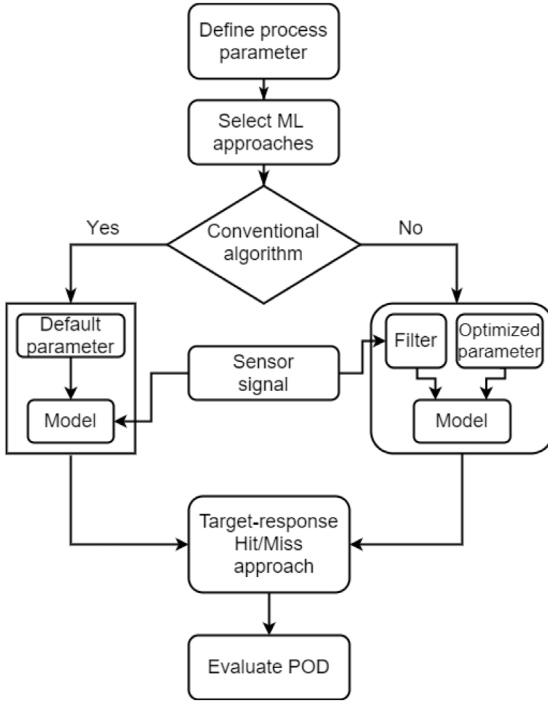 Define process
parameter
Select ML
approaches
Yes
Conventional
algorithm
No
Default
parameter
Model
Sensor
signal
Filter
Optimized
parameter
Model
Target-response
Hit/Miss
approach
Evaluate POD